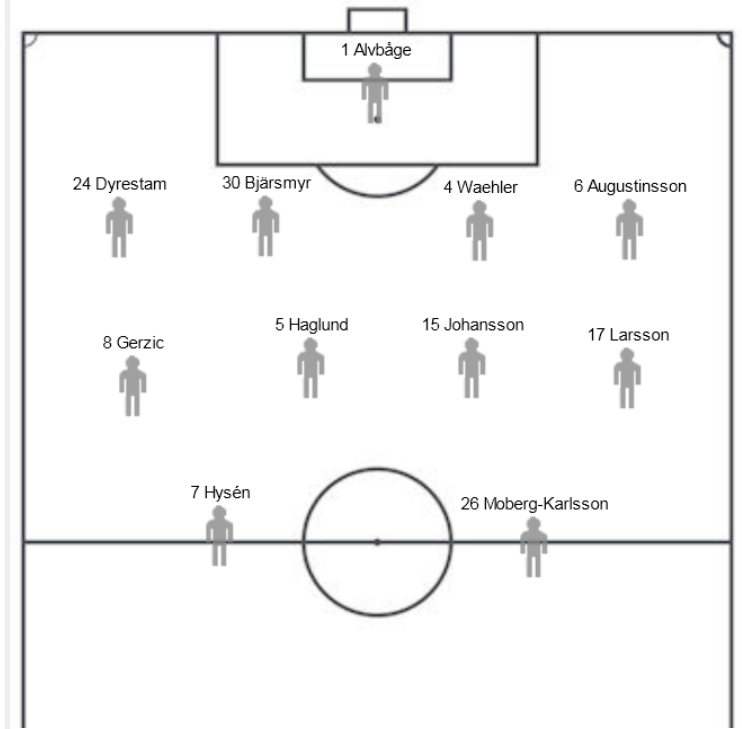 1 Alvbåge
24 Dyrestam
30 Bjärsmyr
4 Waehler
6 Augustinsson
8 Gerzic
5 Haglund
15 Johansson
17 Larsson
7 Hysén
26 Moberg-Karlsson